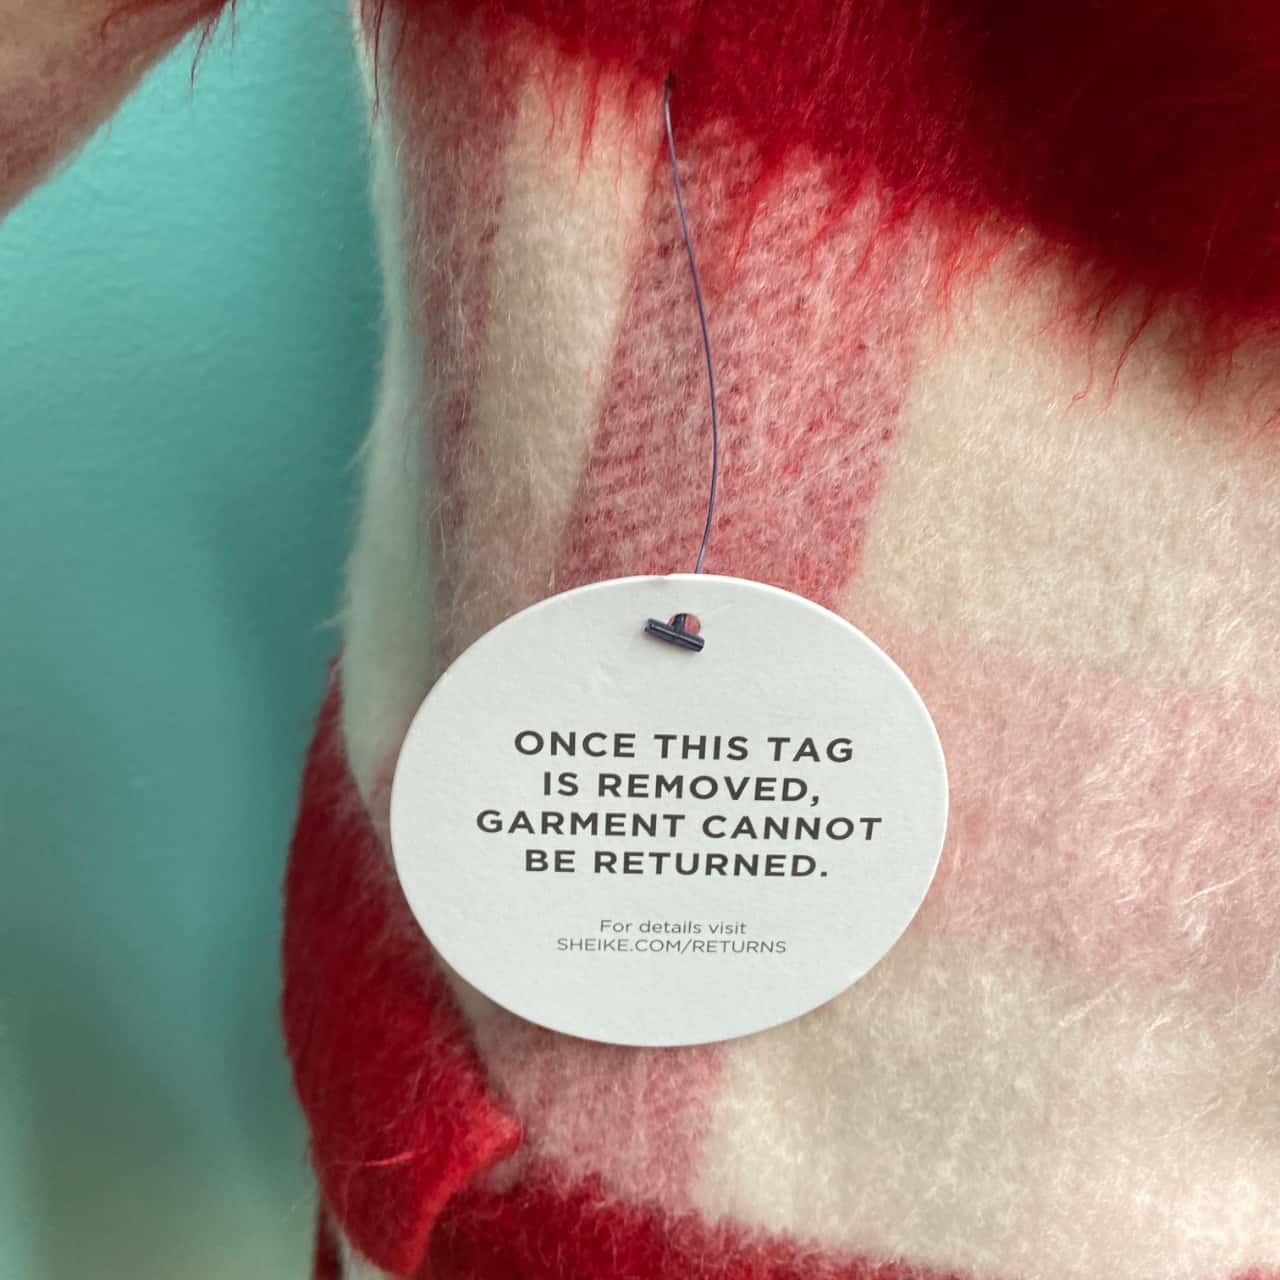 ONCE THIS TAG
IS REMOVED,
GARMENT CANNOT
BE RETURNED.
For details visit
SHEIKE.COM/RETURNS